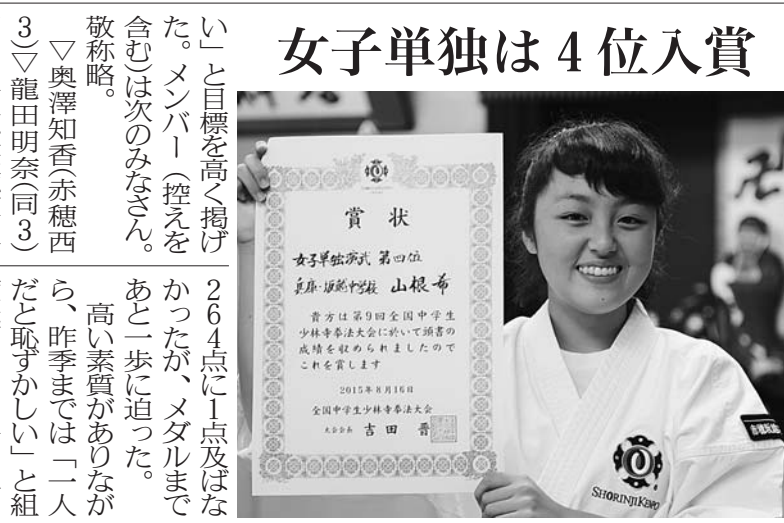 女子単独は4位入賞
い」と目標を高く掲げ
た。メンバー（控えを
含む）は次のみなさん。
敬称略。
▽奥澤知香（赤穂西
3）▽龍田明奈（同3）
264点に1点及ばな
かったが、メダルまで
あと一歩に迫った。
高い素質がありなが
ら、昨季までは「一人
だと恥ずかしい」と組
賞状
女子単独演武 第四位
兵庫・坂越中学校 山根 希
貴方は第9回全国中学生
少林寺拳法大会に於いて頭書の
成績を収められましたので
これを賞します
2015年8月16日
全国中学生少林寺拳法大会
大会会長 吉田 晋
SHORINJI KEMPO